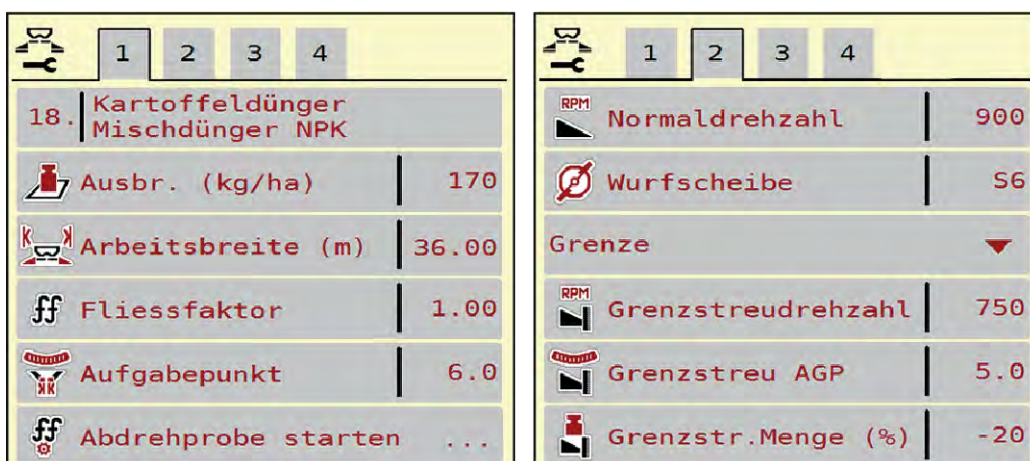 1 2 3 4
18. Kartoffeldünger
Mischdünger NPK
Ausbr. (kg/ha) 170
Arbeitsbreite (m) 36.00
ff Fliessfaktor 1.00
Aufgabepunkt 6.0
ff Abdrehprobe starten ...
1 2 3 4
RPM Normaldrehzahl 900
Wurfscheibe S6
Grenze
RPM Grenzstreudrehzahl 750
Grenzstreu AGP 5.0
Grenzstr.Menge (%) -20